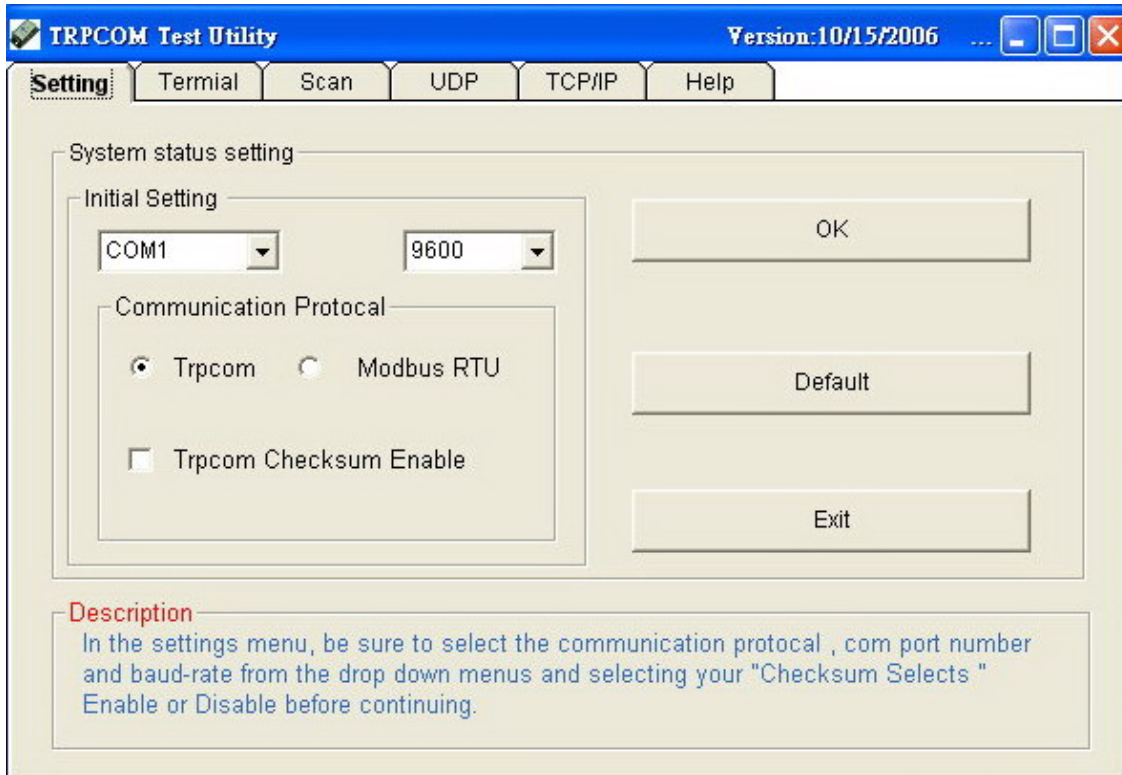 TRPCOM Test Utility Version:10/15/2006 ...
Setting Termial Scan UDP TCP/IP Help
System status setting
Initial Setting
COM1 9600
OK
Communication Protocal
Trpcom Modbus RTU
Default
Trpcom Checksum Enable
Exit
Description
In the settings menu, be sure to select the communication protocal , com port number
and baud-rate from the drop down menus and selecting your "Checksum Selects "
Enable or Disable before continuing.